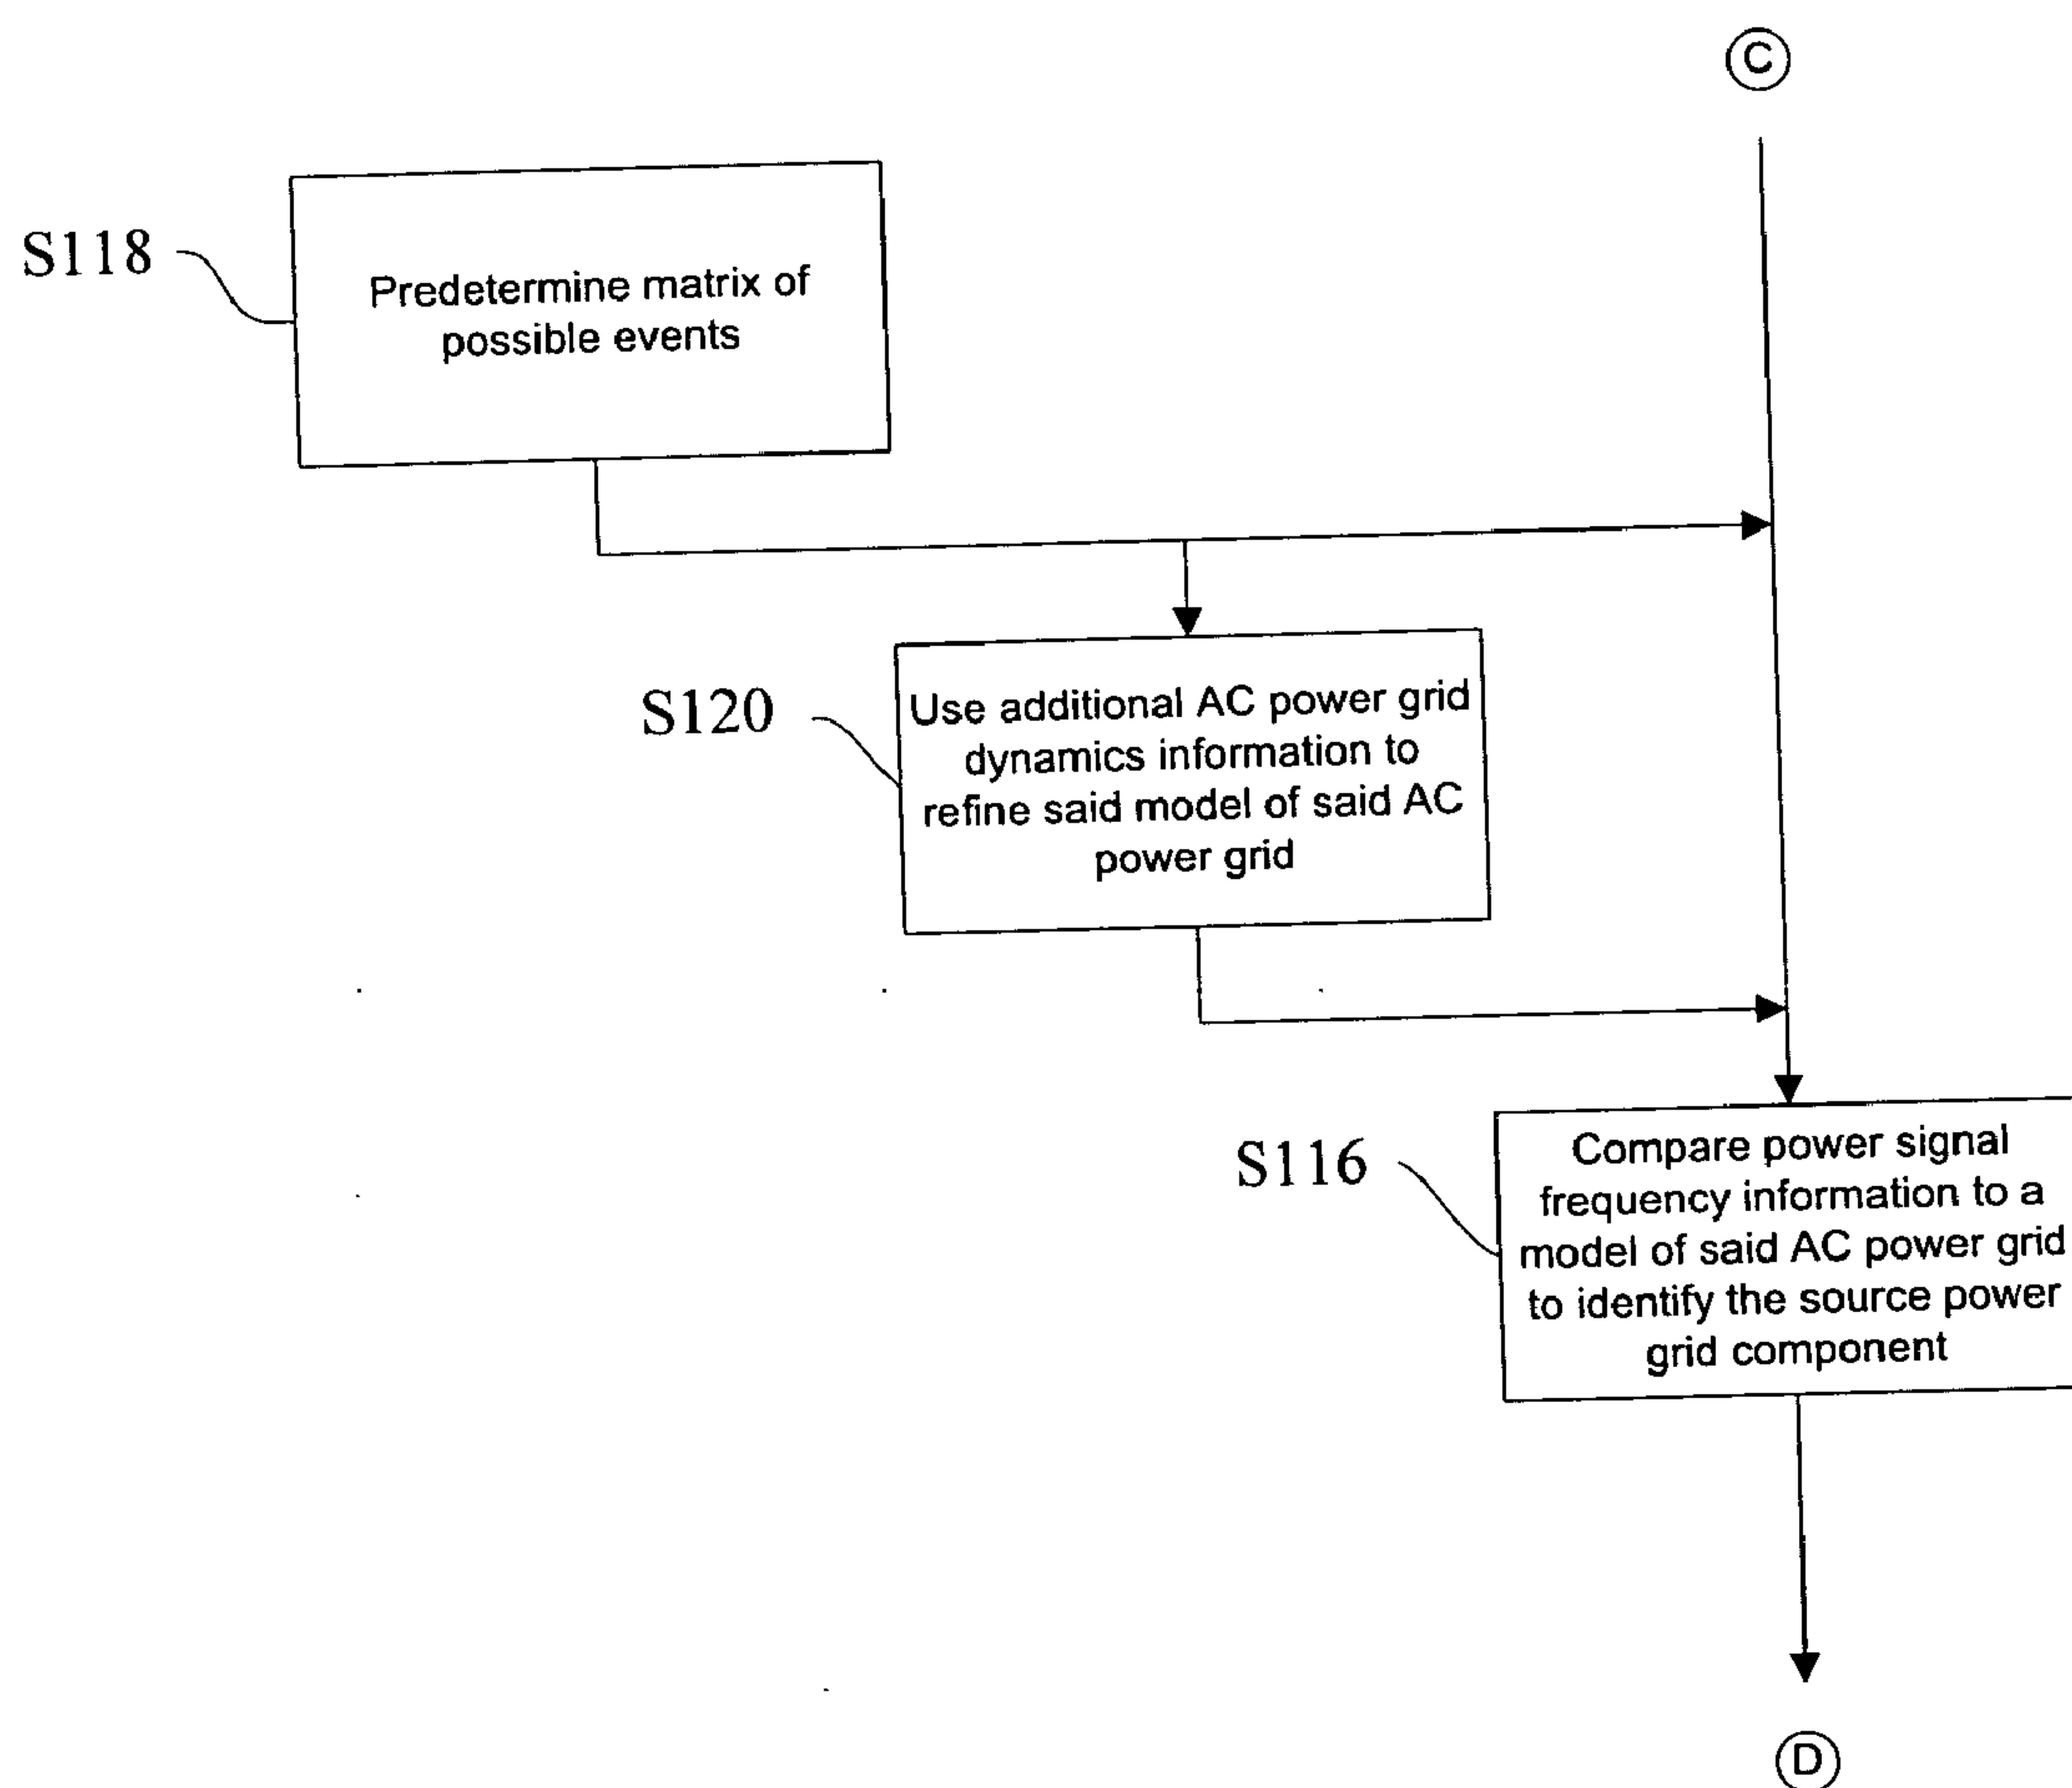 C
S118
Predetermine matrix of
possible events
S120
Use additional AC power grid
dynamics information to
refine said model of said AC
power grid
S116
Compare power signal
frequency information to a
model of said AC power grid
to identify the source power
grid component
D